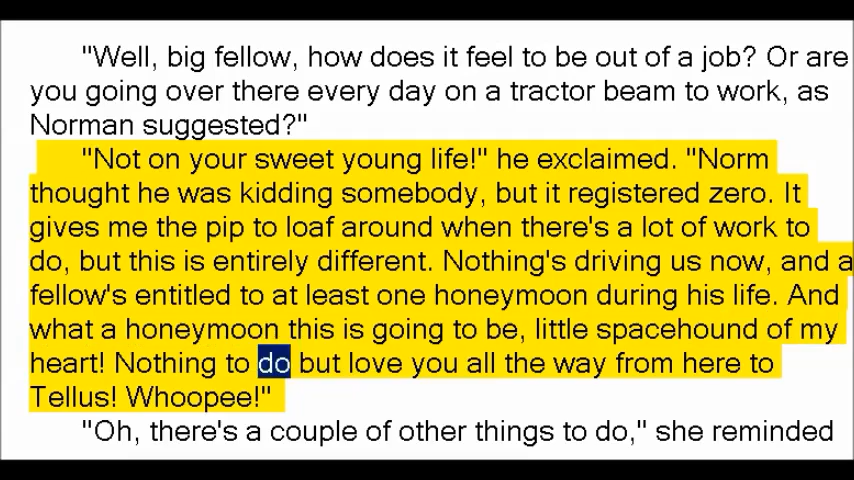 "Well, big fellow, how does it feel to be out of a job? Or are
you going over there every day on a tractor beam to work, as
Norman suggested?"
"Not on your sweet young life!" he exclaimed. "Norm
thought he was kidding somebody, but it registered zero. It
gives me the pip to loaf around when there's a lot of work to
do, but this is entirely different. Nothing's driving us now, and a
fellow's entitled to at least one honeymoon during his life. And
what a honeymoon this is going to be, little spacehound of my
heart! Nothing to do but love you all the way from here to
Tellus! Whoopee!"
"Oh, there's a couple of other things to do," she reminded